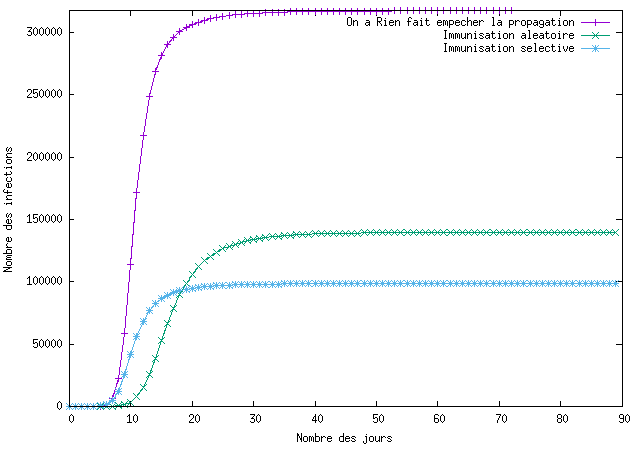 300000
250000
200000
150000
100000
50000
0
0 10 20 30 40 50 60 70 80 90
Nombre des infections
Nombre des jours
On a Rien fait empecher la propagation
Immunisation aleatoire
Immunisation selective